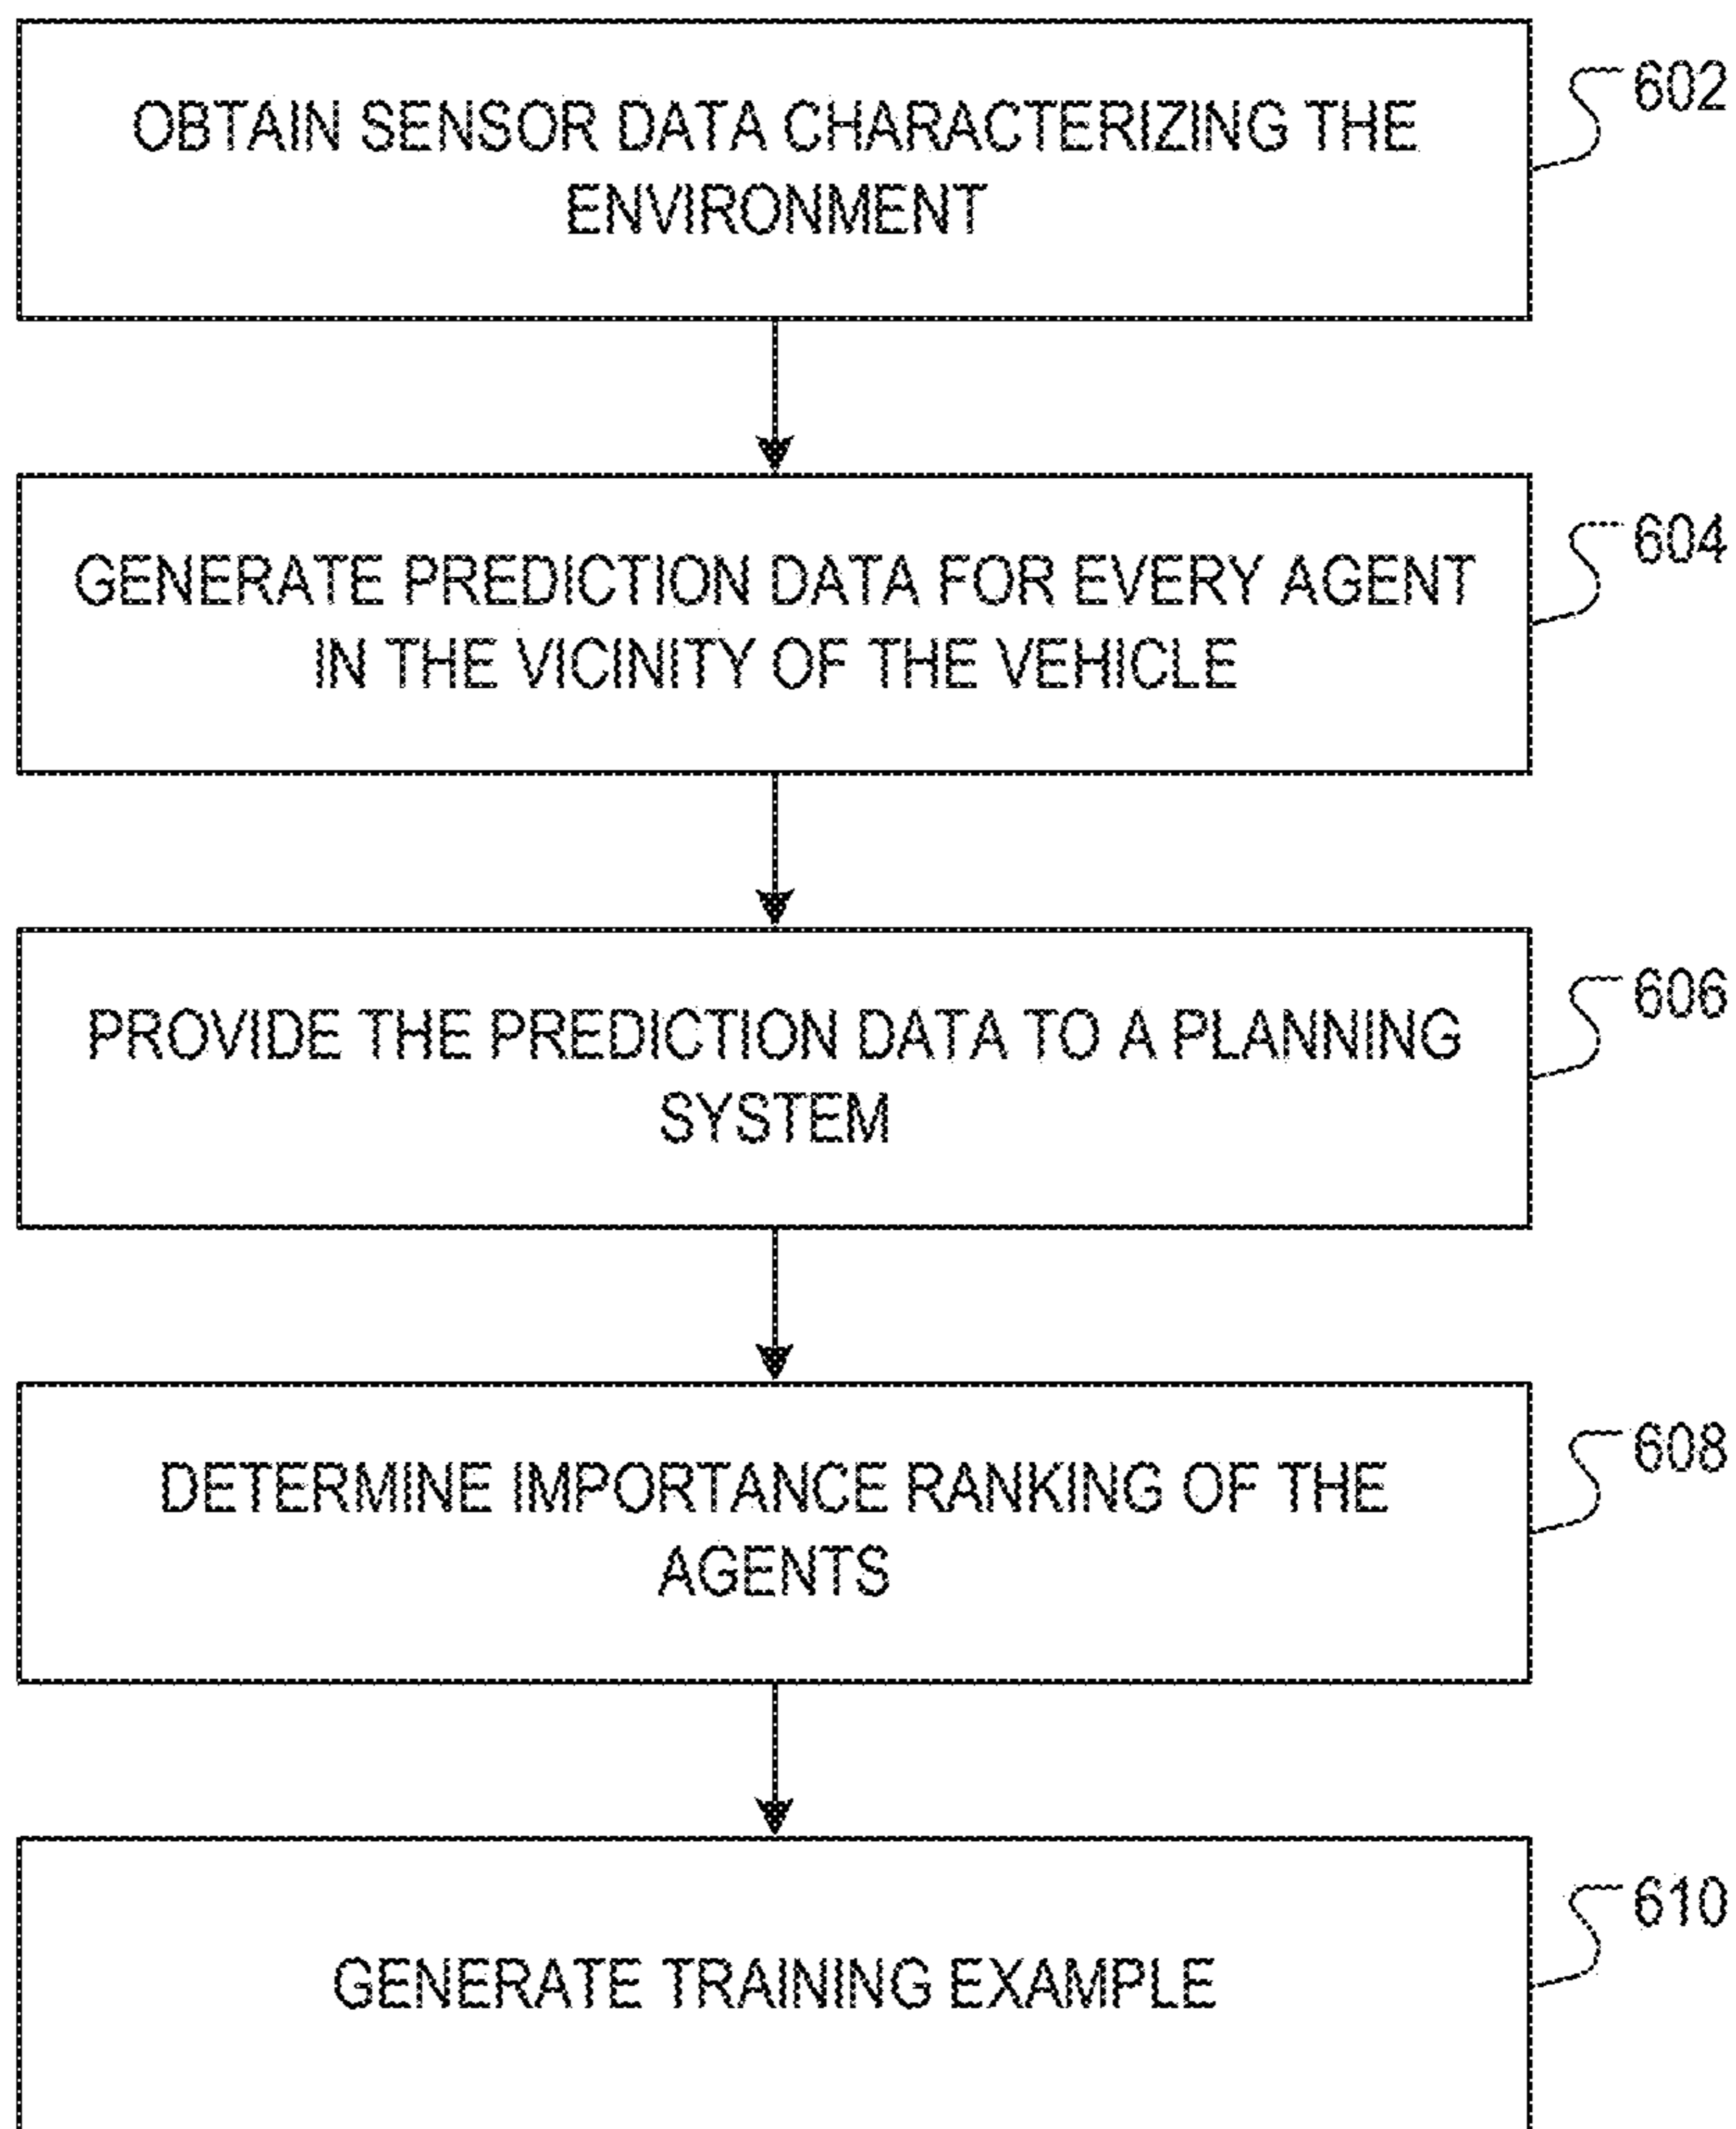 OBTAIN SENSOR DATA CHARACTERIZING THE
ENVIRONMENT
602
GENERATE PREDICTION DATA FOR EVERY AGENT
IN THE VICINITY OF THE VEHICLE
604
PROVIDE THE PREDICTION DATA TO A PLANNING
SYSTEM
606
DETERMINE IMPORTANCE RANKING OF THE
AGENTS
608
GENERATE TRAINING EXAMPLE
610